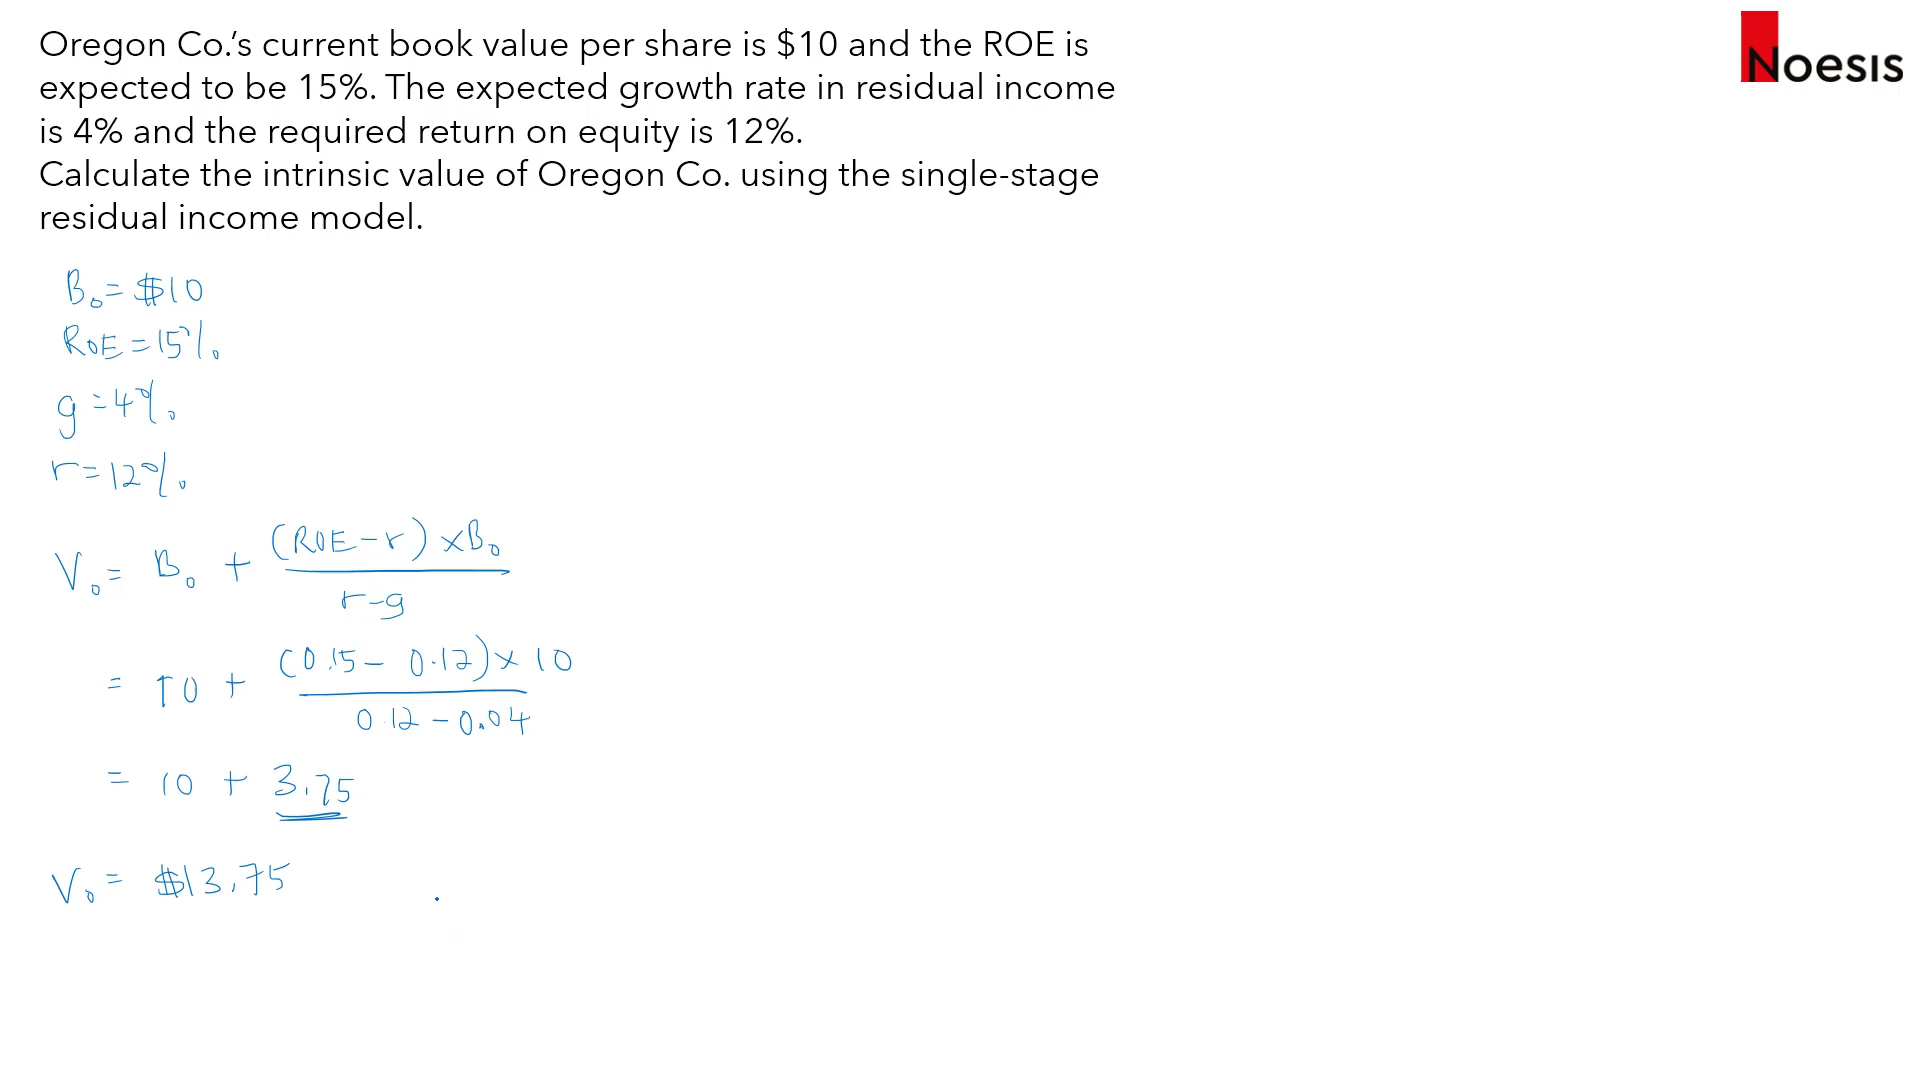 Oregon Co.’s current book value per share is $10 and the ROE is
expected to be 15%. The expected growth rate in residual income
is 4% and the required return on equity is 12%.
Calculate the intrinsic value of Oregon Co. using the single-stage
residual income model.
Noesis
B₀ = $10
ROE = 15%
g = 4%
r = 12%
V₀ = B₀ + (ROE - r) × B₀
r - g
= 10 + (0.15 - 0.12) × 10
0.12 - 0.04
= 10 + 3.75
V₀ = $13.75